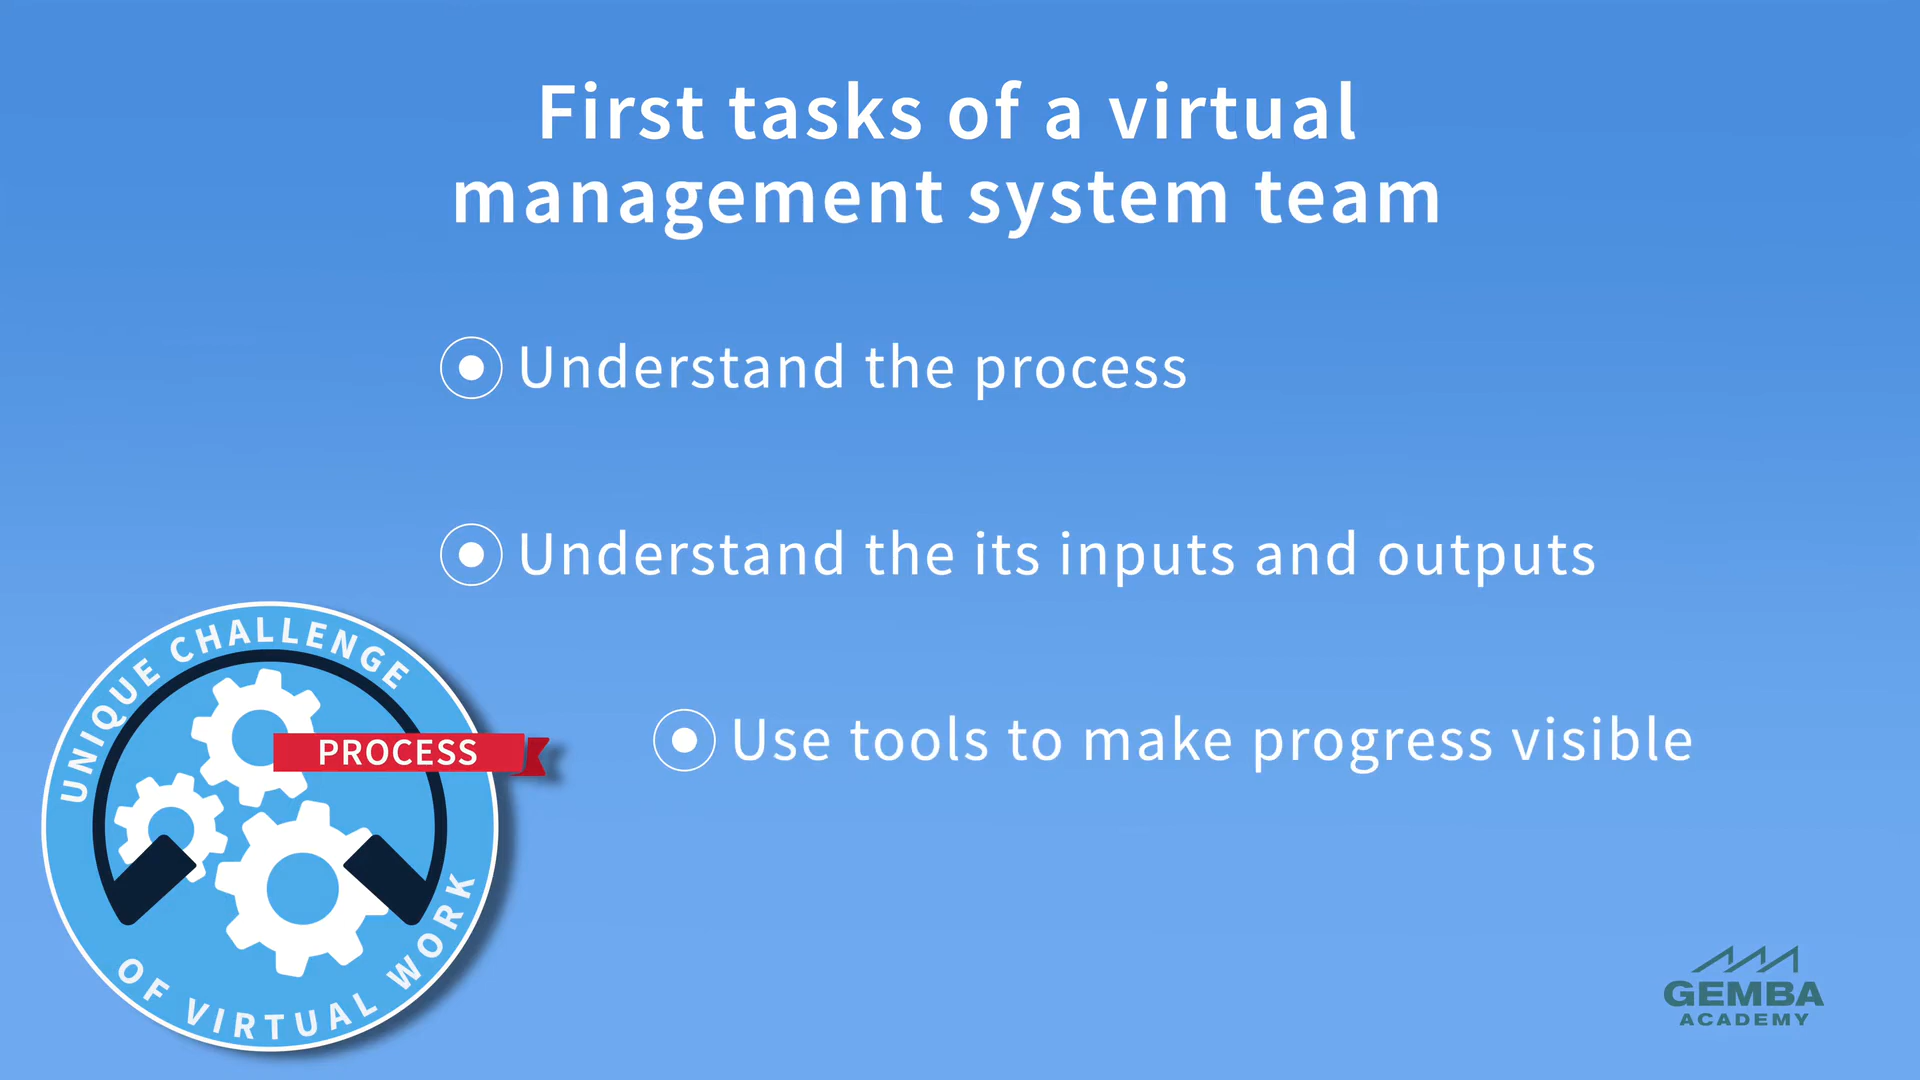 First tasks of a virtual
management system team
Understand the process
Understand the its inputs and outputs
Use tools to make progress visible
UNIQUE CHALLENGE
PROCESS
OF VIRTUAL WORK
GEMBA
ACADEMY